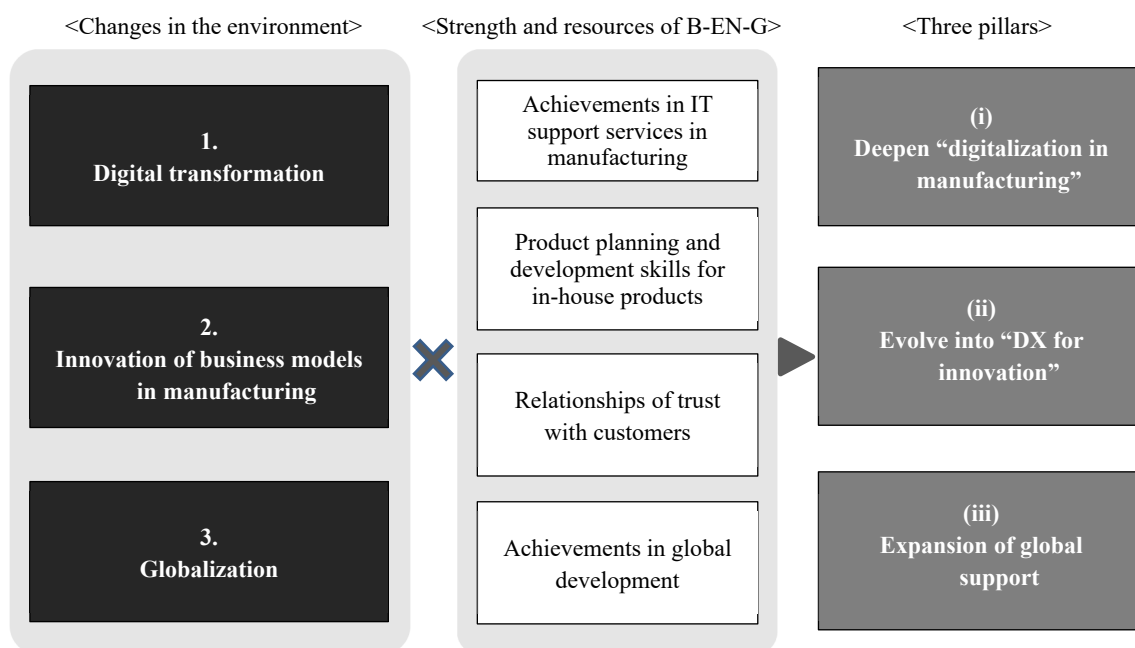 <Changes in the environment>
1.
Digital transformation
2.
Innovation of business models
in manufacturing
3.
Globalization
<Strength and resources of B-EN-G>
Achievements in IT
support services in
manufacturing
Product planning and
development skills for
in-house products
Relationships of trust
with customers
Achievements in global
development
<Three pillars>
(i)
Deepen “digitalization in
manufacturing”
(ii)
Evolve into “DX for
innovation”
(iii)
Expansion of global
support